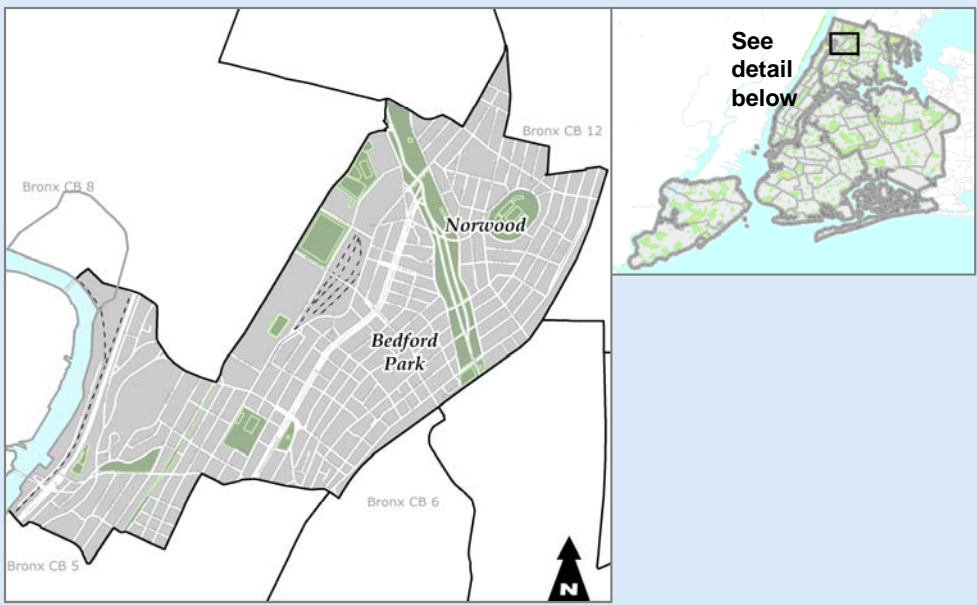 See
detail
below
Bronx CB 12
Bronx CB 8
Norwood
Bedford
Park
Bronx CB 6
Bronx CB 5
N